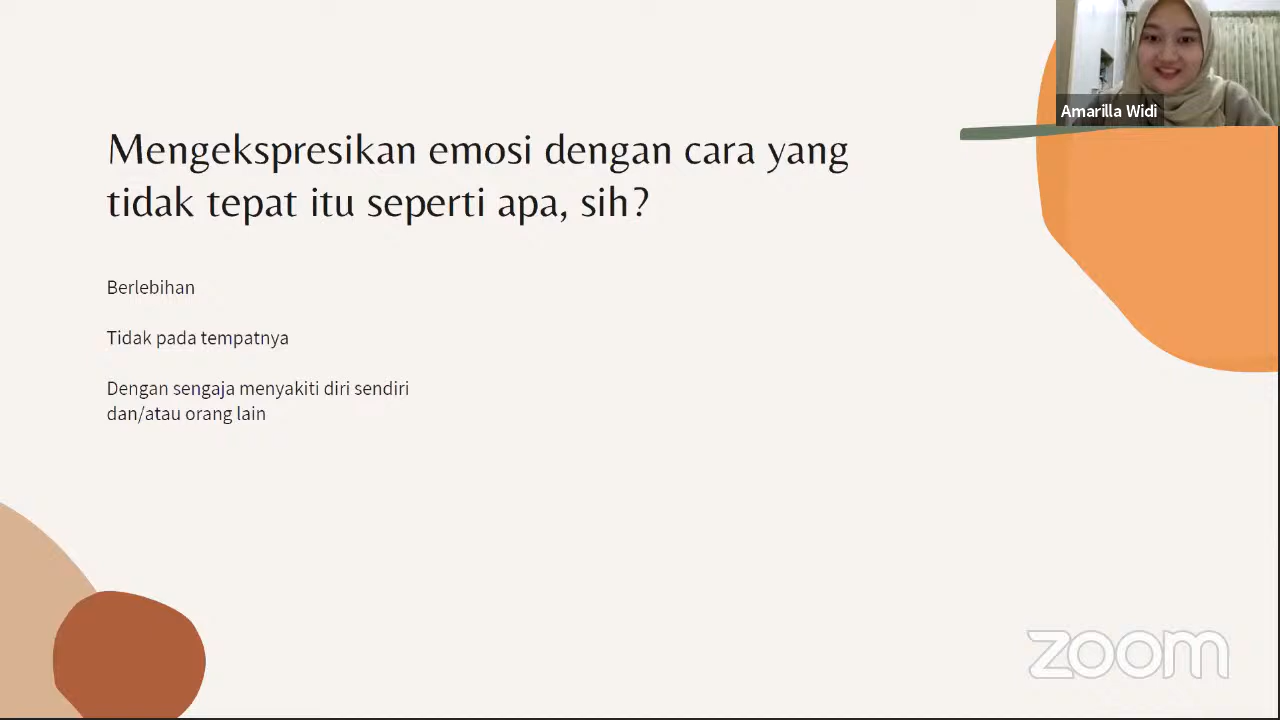 Amarilla Widi
Mengekspresikan emosi dengan cara yang
tidak tepat itu seperti apa, sih?
Berlebihan
Tidak pada tempatnya
Dengan sengaja menyakiti diri sendiri
dan/atau orang lain
zoom